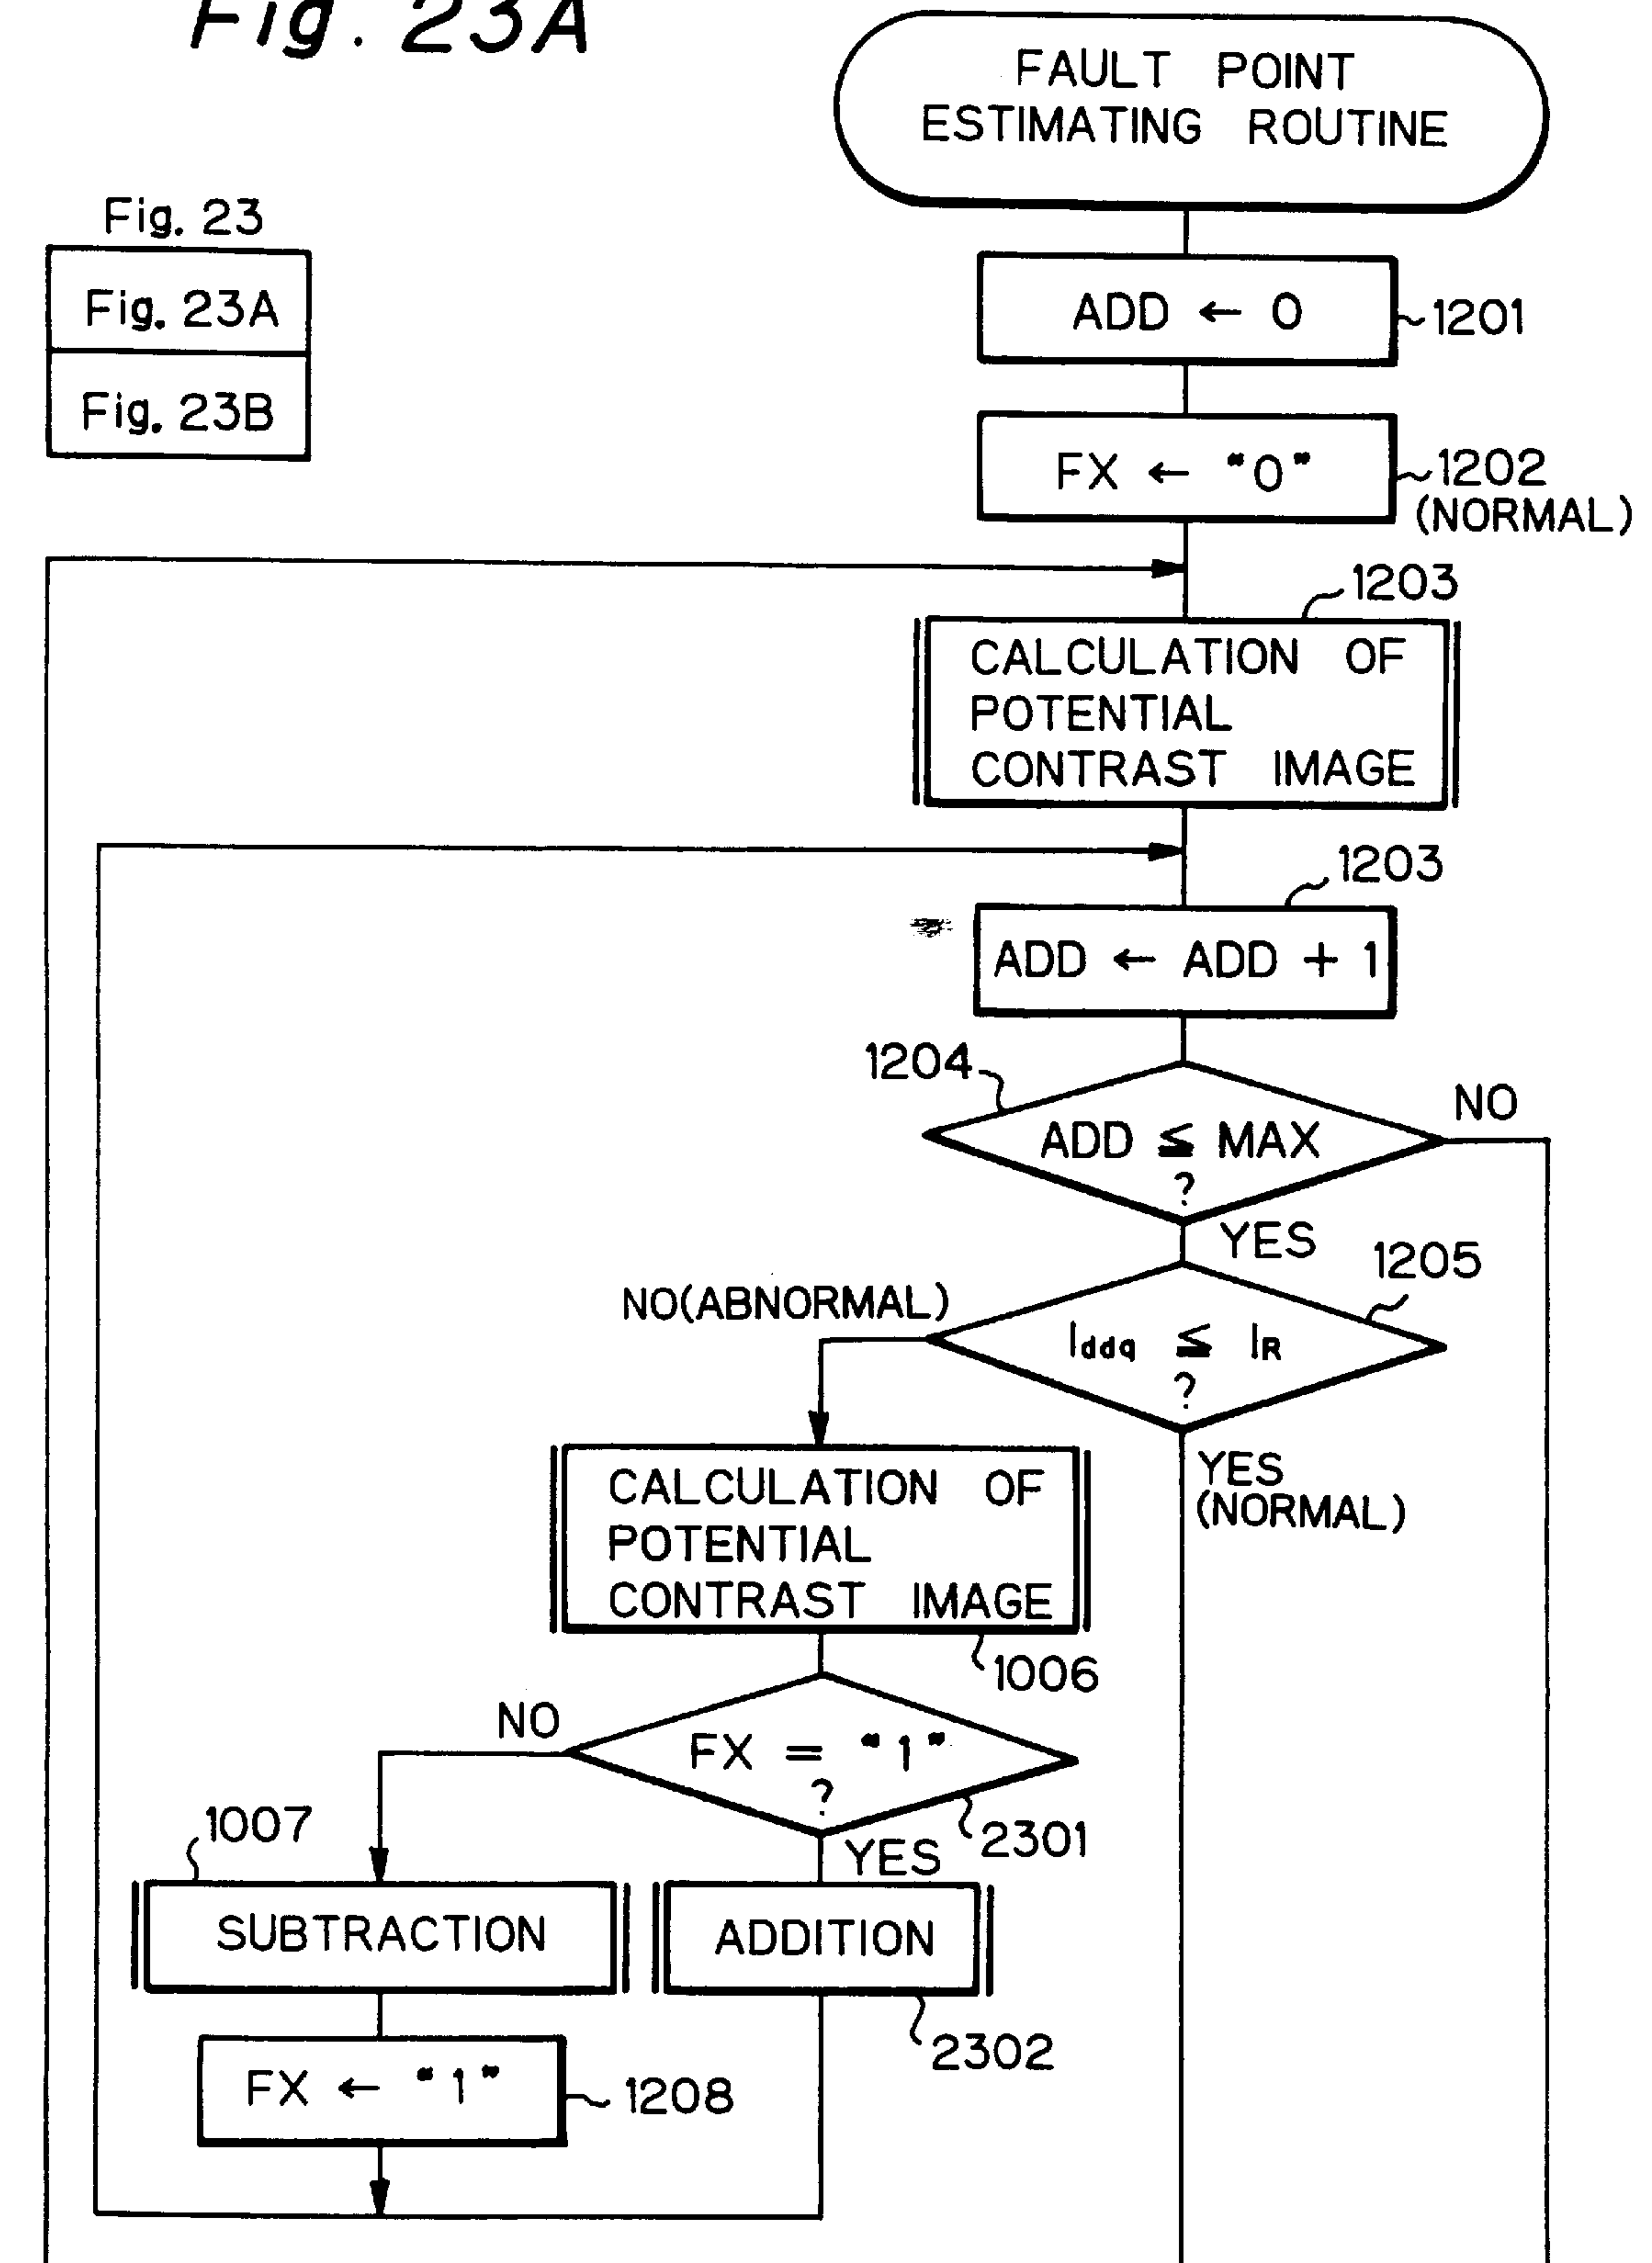 Fig. 23A
FAULT POINT
ESTIMATING ROUTINE
Fig. 23
Fig. 23A
Fig. 23B
ADD ← 0
1201
FX ← "0"
1202
(NORMAL)
1203
CALCULATION OF
POTENTIAL
CONTRAST IMAGE
1203
ADD ← ADD + 1
1204
ADD ≦ MAX
?
NO
YES
1205
NO(ABNORMAL)
Iddq ≦ IR
?
YES
(NORMAL)
CALCULATION OF
POTENTIAL
CONTRAST IMAGE
1006
NO
FX = "1"
?
2301
YES
1007
SUBTRACTION
ADDITION
2302
FX ← "1"
1208